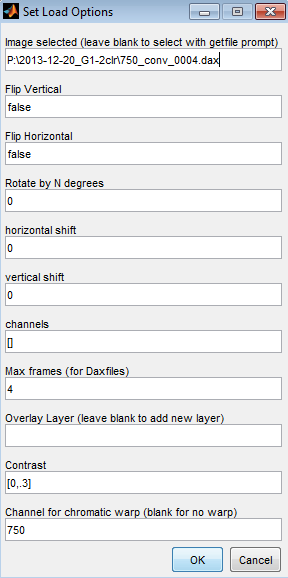 Set Load Options
Image selected (leave blank to select with getfile prompt)
P:\2013-12-20_G1-2clr\750_conv_0004.dax
Flip Vertical
false
Flip Horizontal
false
Rotate by N degrees
0
horizontal shift
0
vertical shift
0
channels
[]
Max frames (for Daxfiles)
4
Overlay Layer (leave blank to add new layer)
Contrast
[0,.3]
Channel for chromatic warp (blank for no warp)
750
OK Cancel